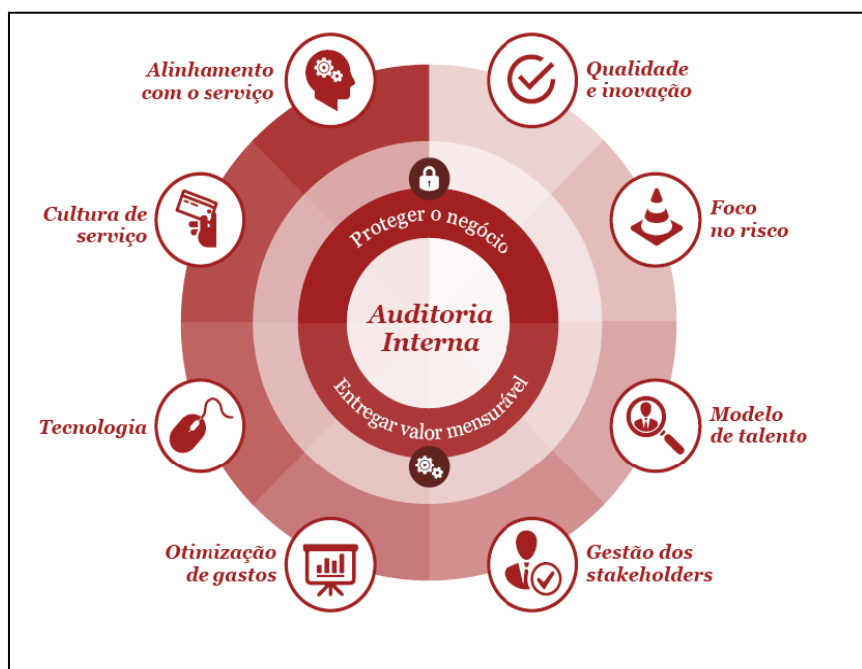 Alinhamento
com o serviço
Qualidade
e inovação
Cultura de
serviço
Foco
no risco
Proteger o negócio
Auditoria
Interna
Entregar valor mensurável
Tecnologia
Modelo
de talento
Otimização
de gastos
Gestão dos
stakeholders